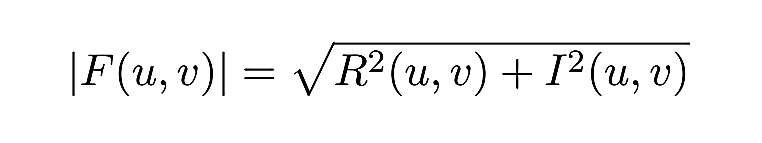 |F(u, v)| = √R²(u, v) + I²(u, v)